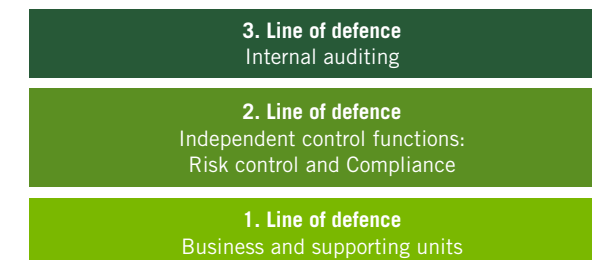 3. Line of defence
Internal auditing
2. Line of defence
Independent control functions:
Risk control and Compliance
1. Line of defence
Business and supporting units